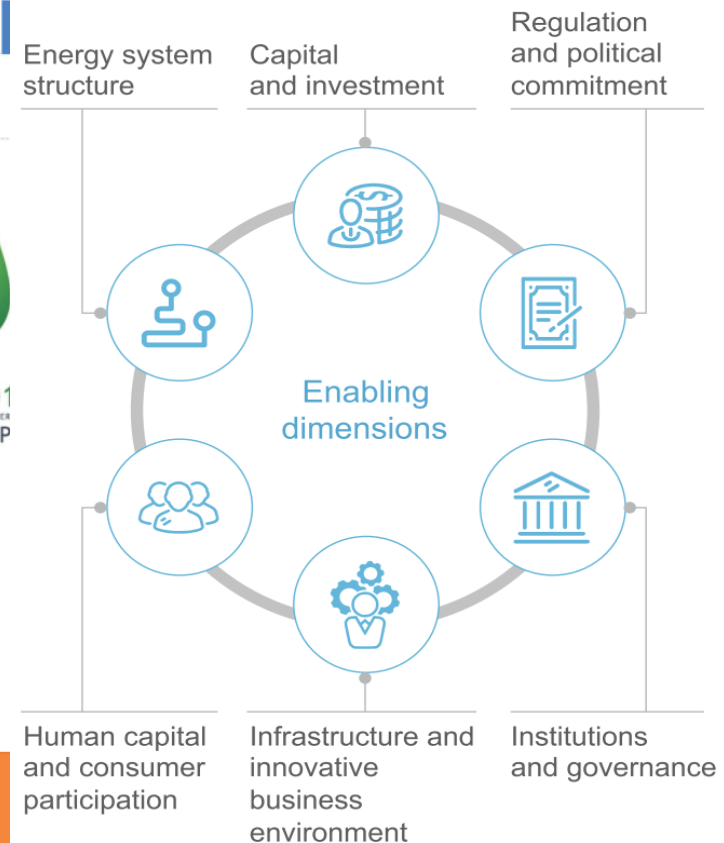 Energy system
structure
Capital
and investment
Regulation
and political
commitment
Enabling
dimensions
Human capital
and consumer
participation
Infrastructure and
innovative
business
environment
Institutions
and governance